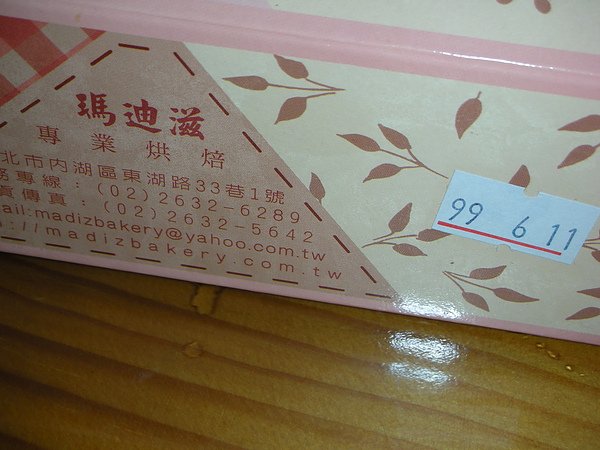 瑪迪滋
專業烘焙
北市內湖區東湖路33巷1號
務專線:(02)2632-6289
賀傳真:(02)2632-5642
ail:madizbakery@yahoo.com.tw
://madizbakery.com.tw
99 6 11